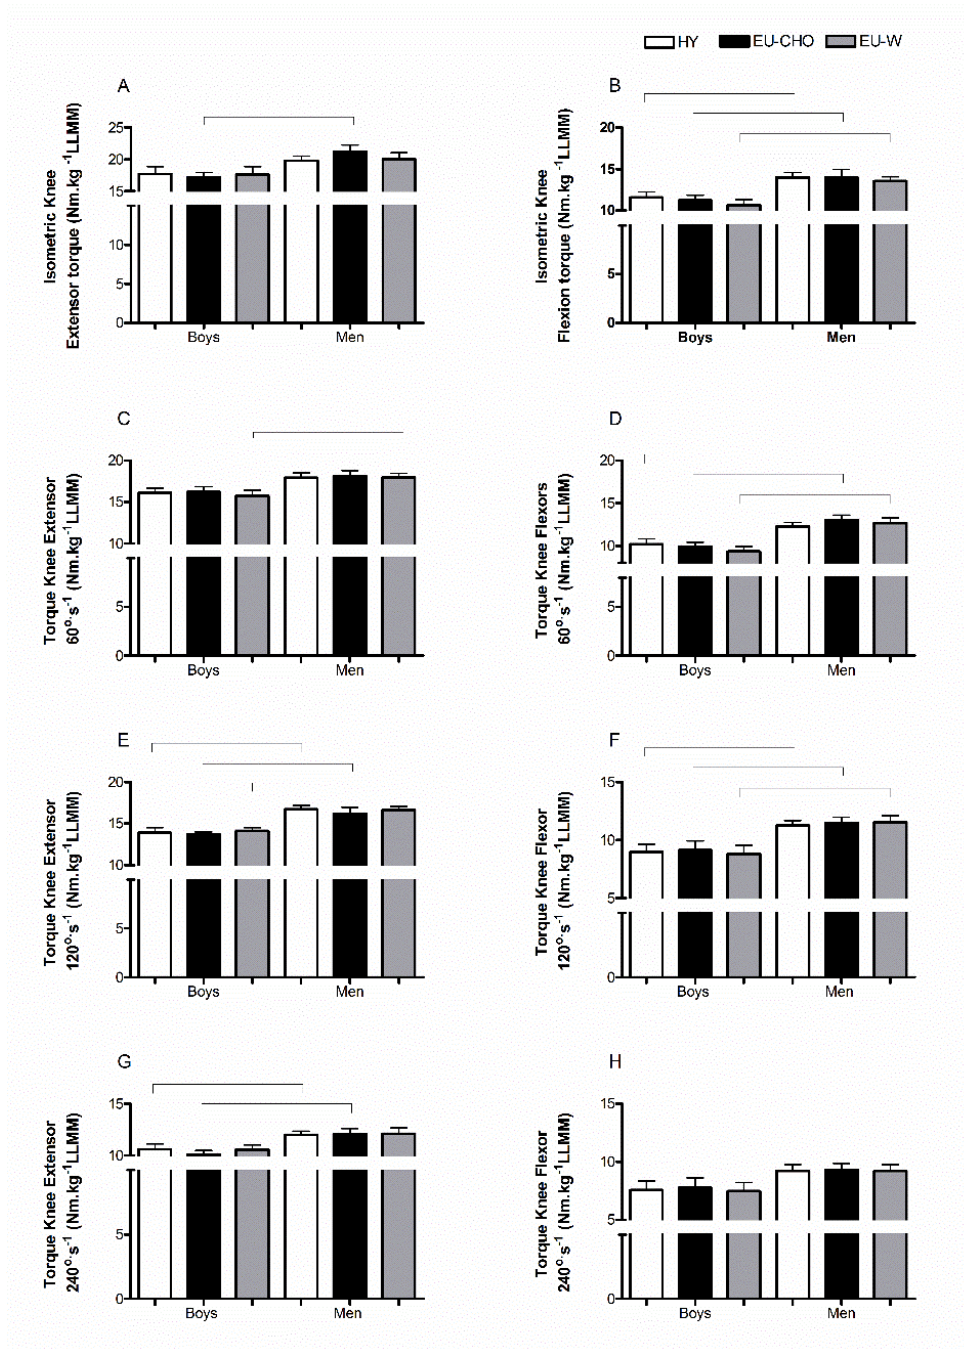 HY EU-CHO EU-W
A
Isometric Knee
Extensor torque (Nm.kg -1LLMM)
25
20
15
10
5
0
Boys Men
B
Isometric Knee
Flexion torque (Nm.kg-1LLMM)
20
15
10
5
0
Boys Men
C
Torque Knee Extensor
60º·s-1 (Nm.kg-1LLMM)
20
15
10
5
0
Boys Men
D
Torque Knee Flexors
60º·s-1 (Nm.kg-1LLMM)
20
15
10
5
0
Boys Men
E
Torque Knee Extensor
120º·s-1 (Nm.kg-1LLMM)
20
15
10
5
0
Boys Men
F
Torque Knee Flexor
120º·s-1 (Nm.kg-1LLMM)
15
10
5
0
Boys Men
G
Torque Knee Extensor
240º·s-1 (Nm.kg-1LLMM)
15
10
5
0
Boys Men
H
Torque Knee Flexor
240º·s-1 (Nm.kg-1LLMM)
15
10
5
0
Boys Men